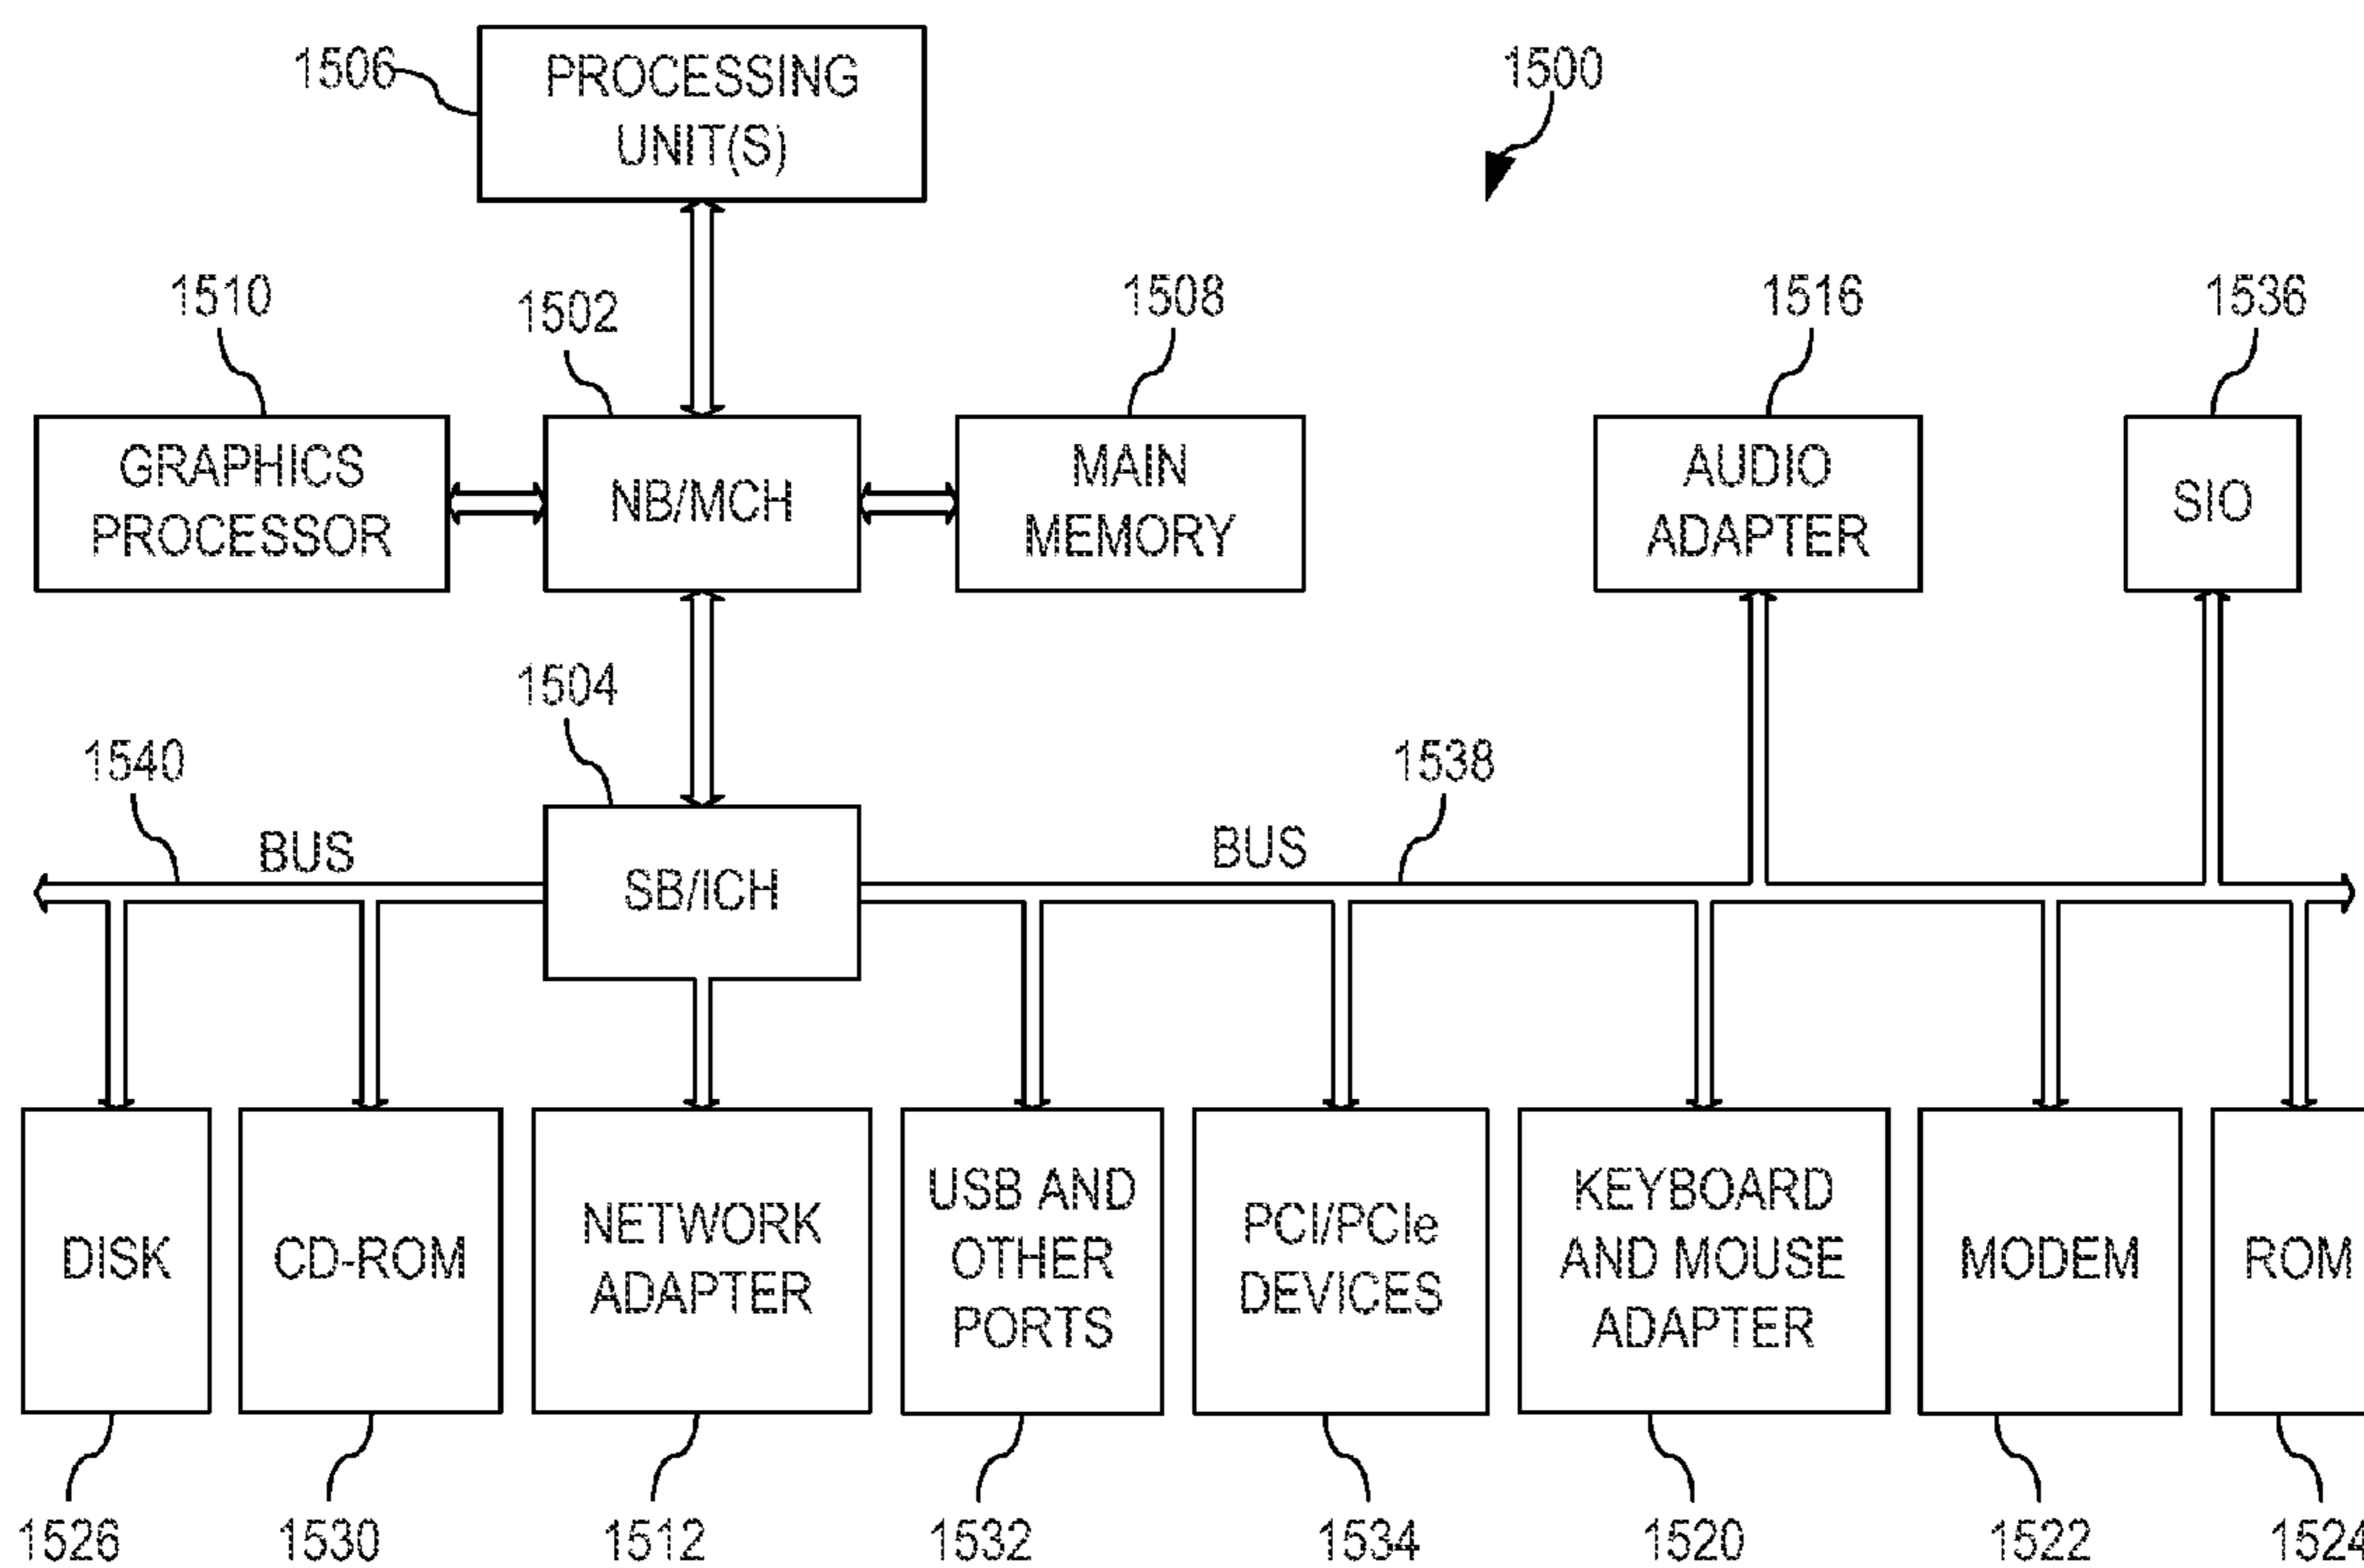 1506
PROCESSING
UNIT(S)
1500
1510
1502
1508
1516
1536
GRAPHICS
PROCESSOR
NB/MCH
MAIN
MEMORY
AUDIO
ADAPTER
SIO
1504
1540
1538
BUS
BUS
SB/ICH
DISK
CD-ROM
NETWORK
ADAPTER
USB AND
OTHER
PORTS
PCI/PCIe
DEVICES
KEYBOARD
AND MOUSE
ADAPTER
MODEM
ROM
1526
1530
1512
1532
1534
1520
1522
1524